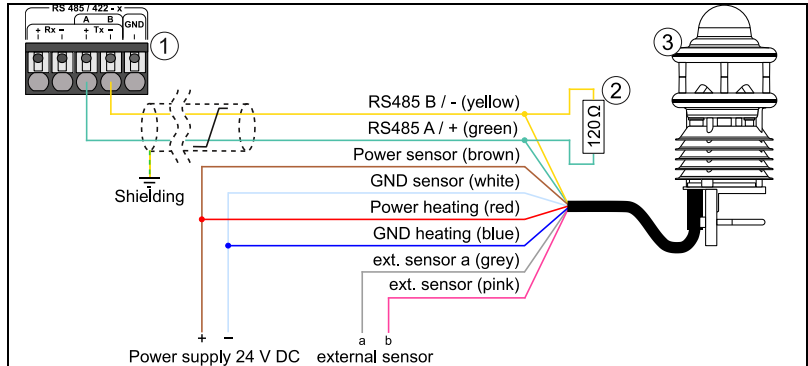 RS 485 / 422 - x
A B
+ Rx − + Tx − GND
1
2
3
RS485 B / - (yellow)
RS485 A / + (green)
120 Ω
Power sensor (brown)
GND sensor (white)
Shielding
Power heating (red)
GND heating (blue)
ext. sensor a (grey)
ext. sensor (pink)
+ −
a b
Power supply 24 V DC
external sensor